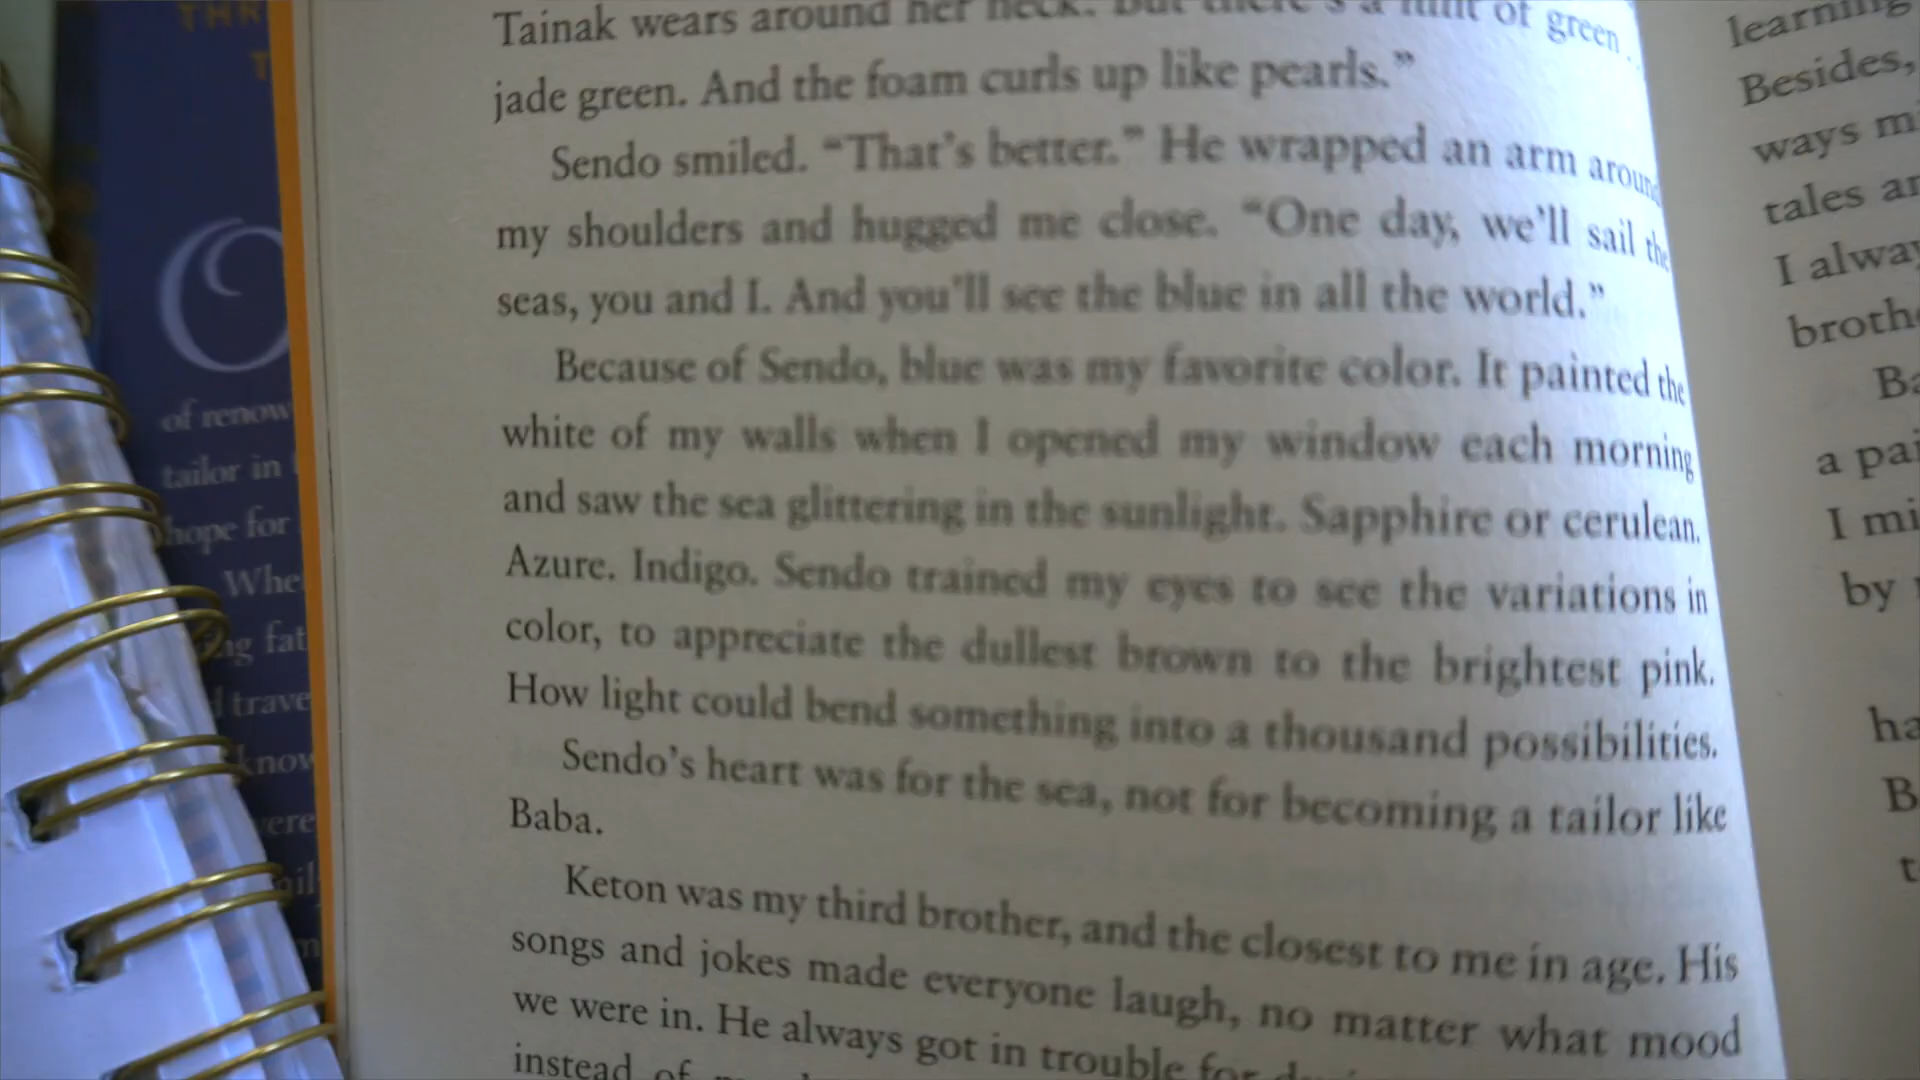 THR
T
O
of renow
tailor in
hope for
Whe
ng fat
trave
know
vere
ail
m
Tainak wears around her neck. But there's a hint of green.
jade green. And the foam curls up like pearls.”
Sendo smiled. “That's better.” He wrapped an arm around
my shoulders and hugged me close. “One day, we'll sail the
seas, you and I. And you'll see the blue in all the world.”
Because of Sendo, blue was my favorite color. It painted the
white of my walls when I opened my window each morning
and saw the sea glittering in the sunlight. Sapphire or cerulean.
Azure. Indigo. Sendo trained my eyes to see the variations in
color, to appreciate the dullest brown to the brightest pink.
How light could bend something into a thousand possibilities.
Sendo's heart was for the sea, not for becoming a tailor like
Baba.
Keton was my third brother, and the closest to me in age. His
songs and jokes made everyone laugh, no matter what mood
we were in. He always got in trouble for
instead of
learning
Besides,
ways mi
tales an
I alway
brothe
Ba
a pai
I mi
by
ha
B
t